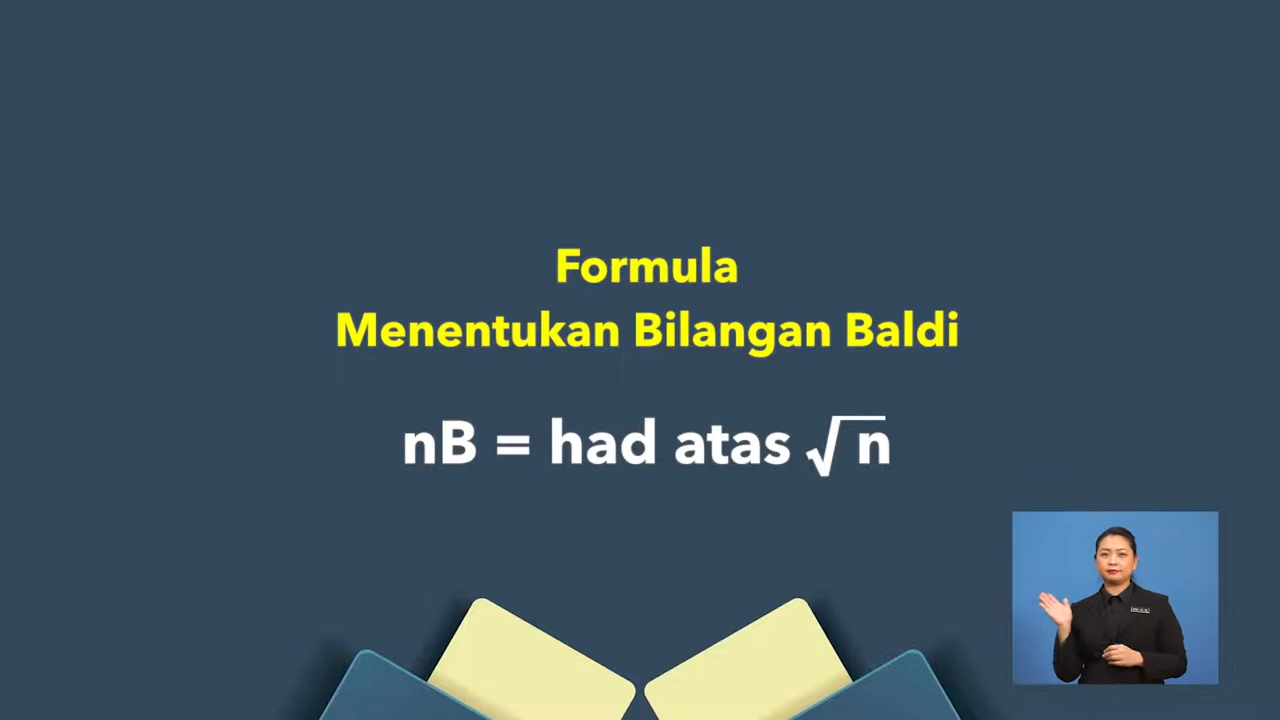 Formula
Menentukan Bilangan Baldi
nB = had atas √n